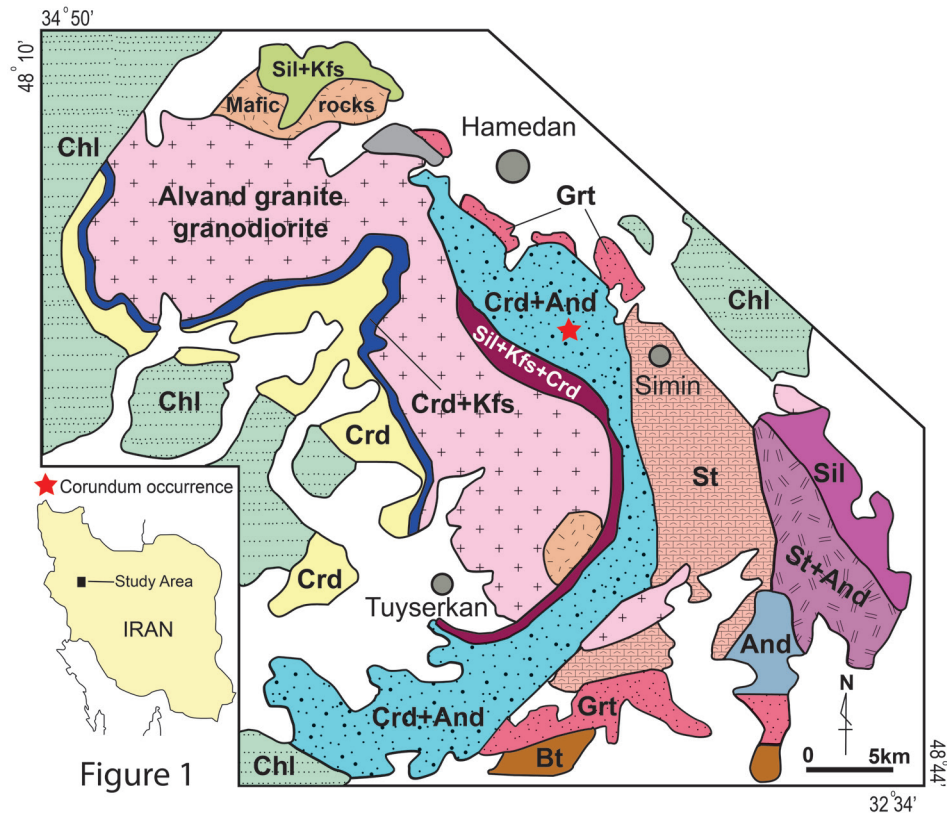 34° 50'
48° 10'
Sil+Kfs
Mafic rocks
Hamedan
Chl
Alvand granite
granodiorite
Grt
Crd+And
Chl
Sil+Kfs+Crd
Simin
Chl
Crd+Kfs
Crd
St
Sil
Corundum occurrence
Study Area
IRAN
Crd
St+And
Tuyserkan
And
N
Crd+And
Grt
Bt
Chl
0 5km
Figure 1
48° 44'
32° 34'